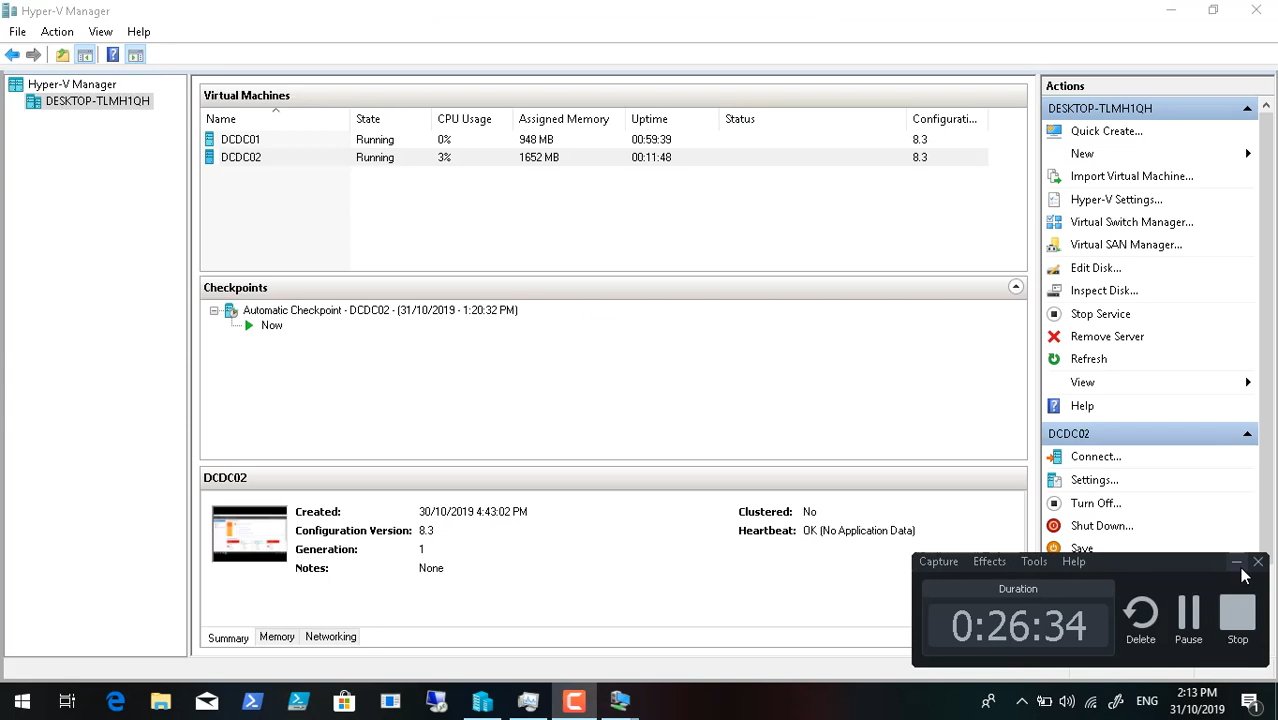 Hyper-V Manager
File Action View Help
Hyper-V Manager
DESKTOP-TLMH1QH
Virtual Machines
Name State CPU Usage Assigned Memory Uptime Status Configurati...
DCDC01 Running 0% 948 MB 00:59:39 8.3
DCDC02 Running 3% 1652 MB 00:11:48 8.3
Checkpoints
Automatic Checkpoint - DCDC02 - (31/10/2019 - 1:20:32 PM)
Now
DCDC02
Created: 30/10/2019 4:43:02 PM Clustered: No
Configuration Version: 8.3 Heartbeat: OK (No Application Data)
Generation: 1
Notes: None
Summary Memory Networking
Actions
DESKTOP-TLMH1QH
Quick Create...
New
Import Virtual Machine...
Hyper-V Settings...
Virtual Switch Manager...
Virtual SAN Manager...
Edit Disk...
Inspect Disk...
Stop Service
Remove Server
Refresh
View
Help
DCDC02
Connect...
Settings...
Turn Off...
Shut Down...
Save
Capture Effects Tools Help
Duration
0:26:34
Delete Pause Stop
ENG
2:13 PM
31/10/2019
1